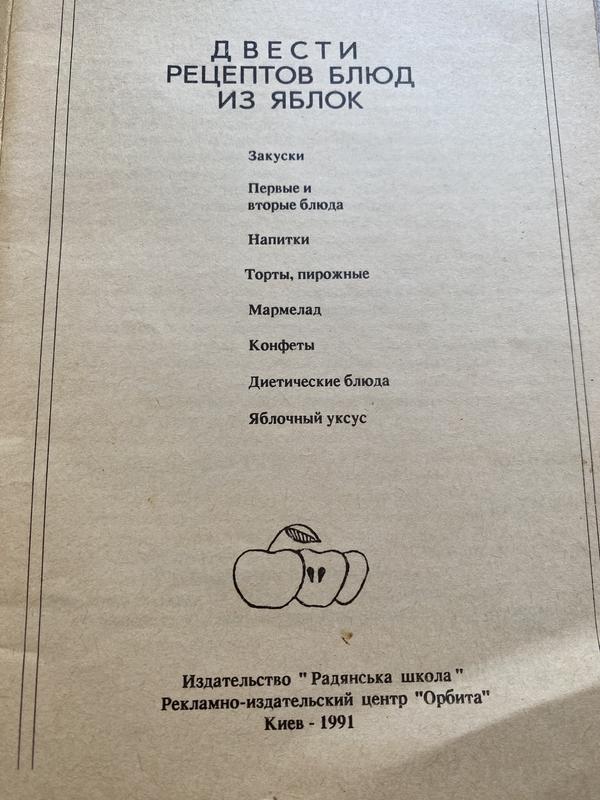 ДВЕСТИ
РЕЦЕПТОВ БЛЮД
ИЗ ЯБЛОК
Закуски
Первые и
вторые блюда
Напитки
Торты, пирожные
Мармелад
Конфеты
Диетические блюда
Яблочный уксус
Издательство "Радянська школа"
Рекламно-издательский центр "Орбита"
Киев - 1991